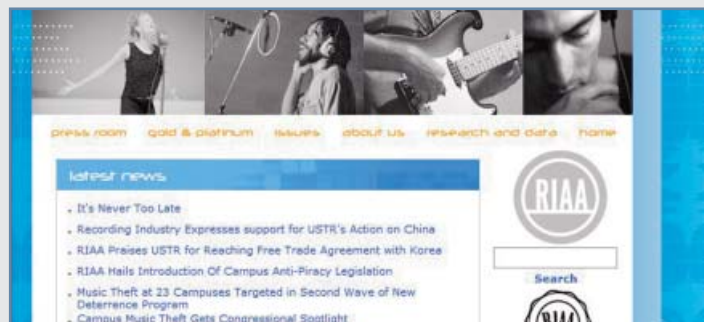 press room gold & platinum issues about us research and data home
latest news
It's Never Too Late
Recording Industry Expresses support for USTR's Action on China
RIAA Praises USTR for Reaching Free Trade Agreement with Korea
RIAA Hails Introduction Of Campus Anti-Piracy Legislation
Music Theft at 23 Campuses Targeted in Second Wave of New
Deterrence Program
Campus Music Theft Gets Congressional Spotlight
RIAA
Search
RIAA